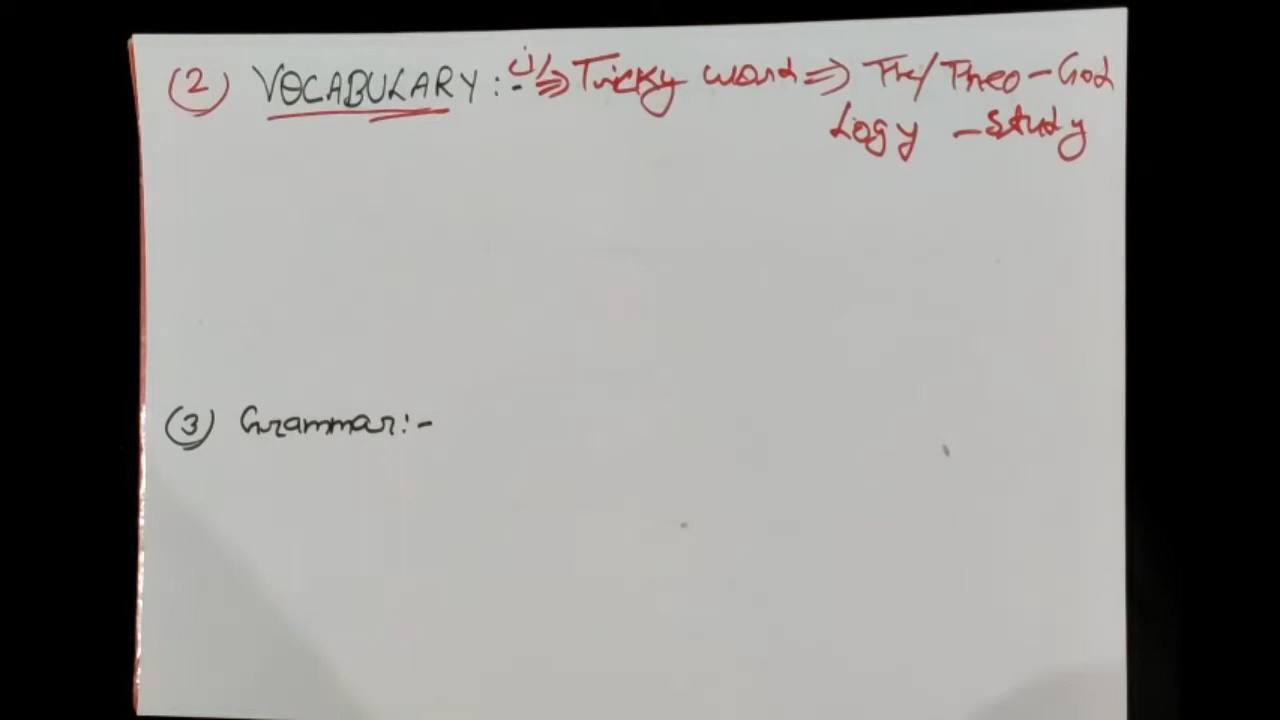 (2) VOCABULARY :- (i) ⇒ Tricky word ⇒ The/Theo - God
Logy - Study
(3) Grammar :-